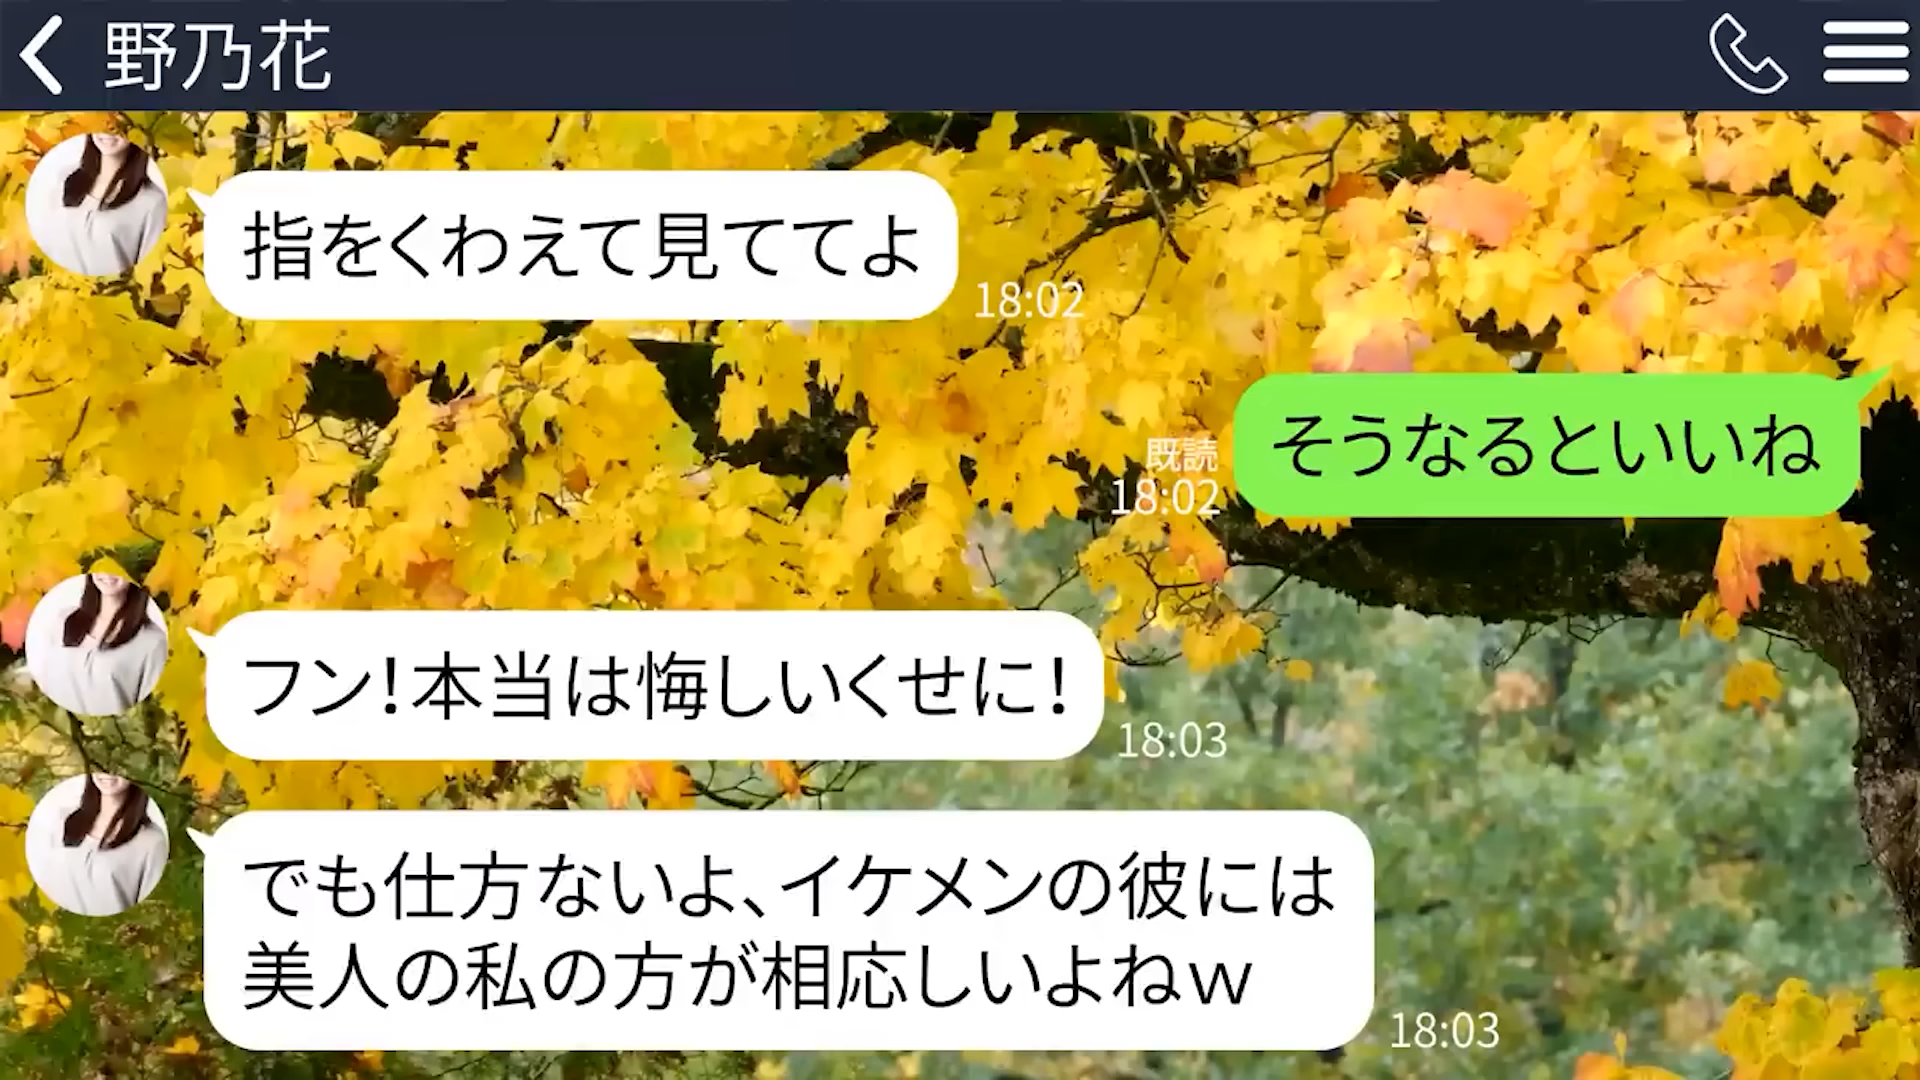 野乃花
指をくわえて見ててよ
18:02
そうなるといいね
既読
18:02
フン!本当は悔しいくせに!
18:03
でも仕方ないよ、イケメンの彼には
美人の私の方が相応しいよねw
18:03